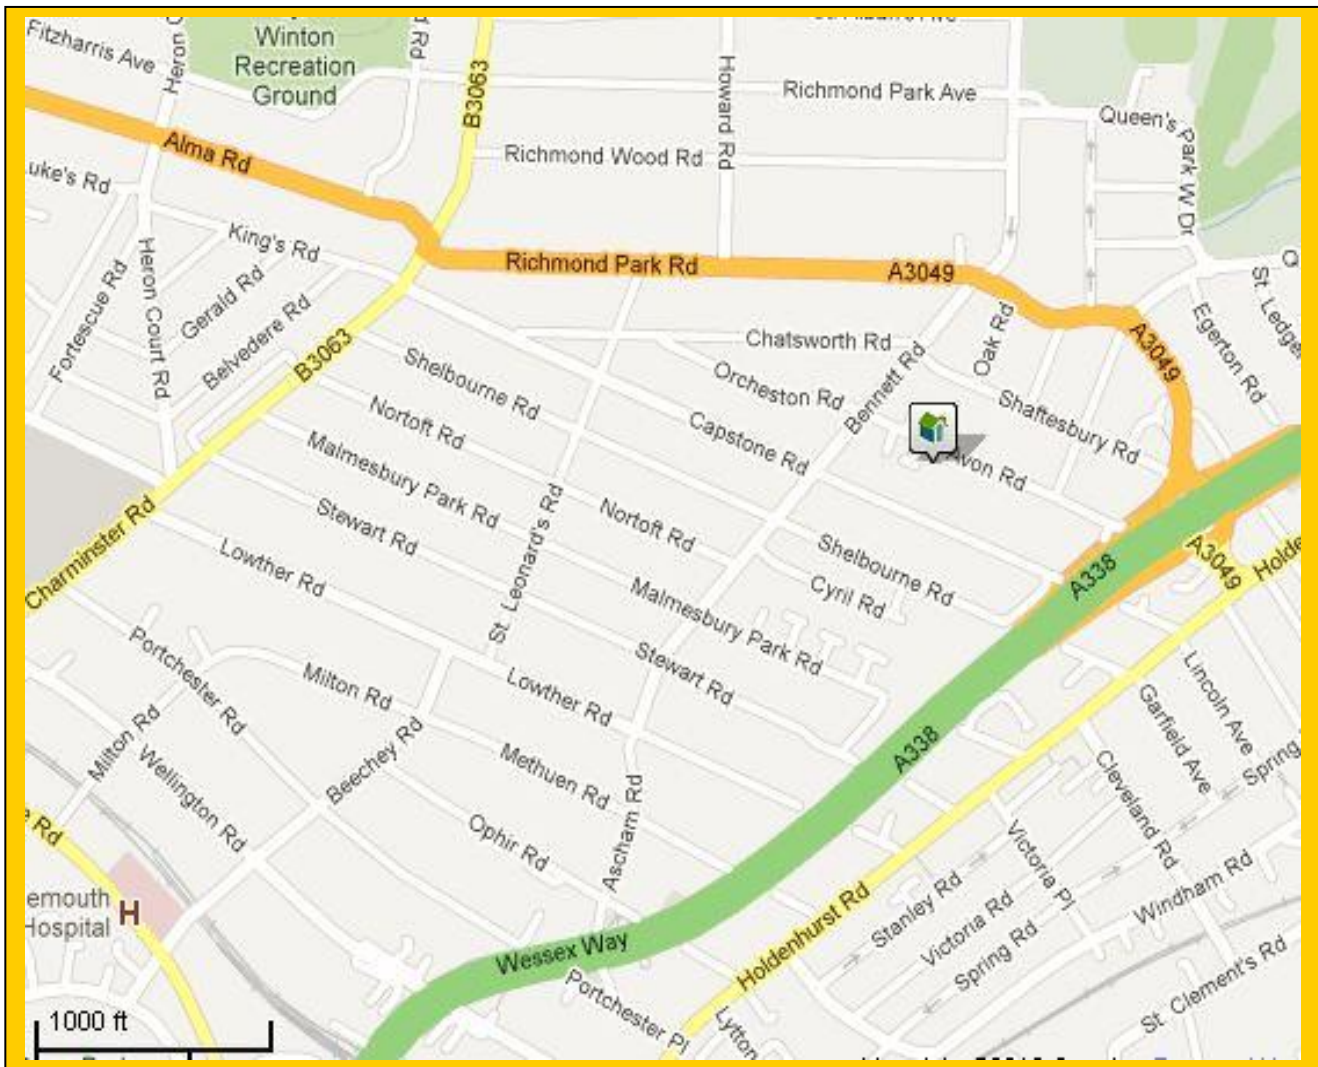 Fitzharris Ave
Winton
Recreation
Ground
Rd
B3063
Howard Rd
Richmond Park Ave
Queen's Park W Dr
Alma Rd
Richmond Wood Rd
uke's Rd
King's Rd
Heron Court Rd
Richmond Park Rd
A3049
Fortescue Rd
Gerald Rd
Belvedere Rd
B3063
Chatsworth Rd
Oak Rd
A3049
Egerton Rd
St. Ledger
Shelbourne Rd
Orcheston Rd
Bennett Rd
Shaftesbury Rd
Nortoft Rd
Capstone Rd
Avon Rd
Malmesbury Park Rd
Stewart Rd
St. Leonard's Rd
Nortoft Rd
Shelbourne Rd
Cyril Rd
A338
A3049
Holde
Charminster Rd
Lowther Rd
Malmesbury Park Rd
Stewart Rd
Portchester Rd
Milton Rd
Lowther Rd
Lincoln Ave
Garfield Ave
Milton Rd
Wellington Rd
Beechey Rd
Methuen Rd
Ascham Rd
A338
Cleveland Rd
Spring
Ophir Rd
e Rd
Victoria Pl
Windham Rd
emouth
Hospital
H
Holdenhurst Rd
Stanley Rd
Victoria Rd
Spring Rd
Wessex Way
Portchester Pl
Lytton
St. Clement's Rd
1000 ft